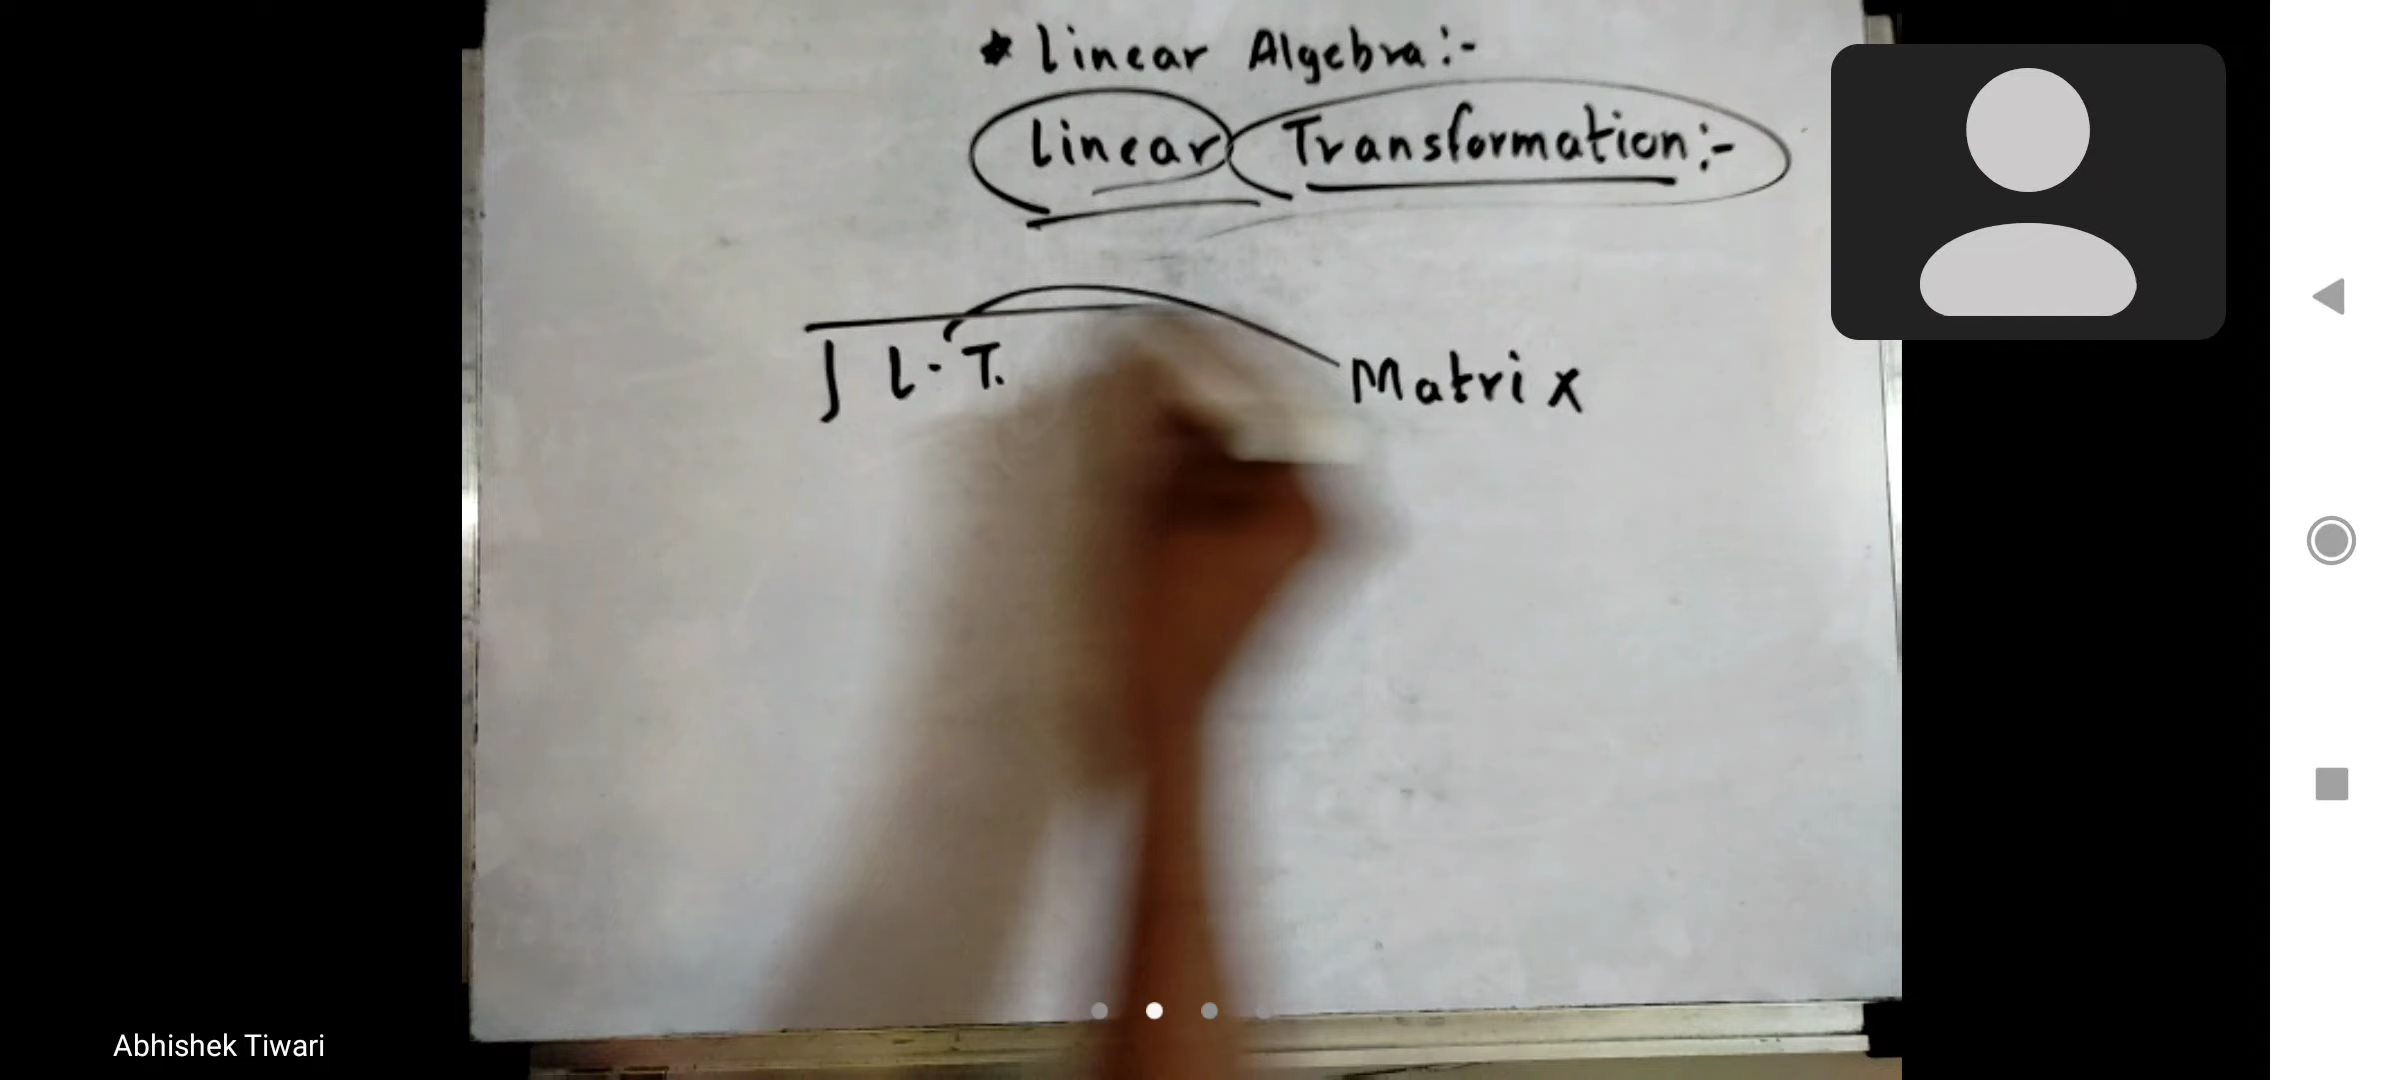 * Linear Algebra:-
Linear Transformation:-
∫ L.T. Matrix
Abhishek Tiwari